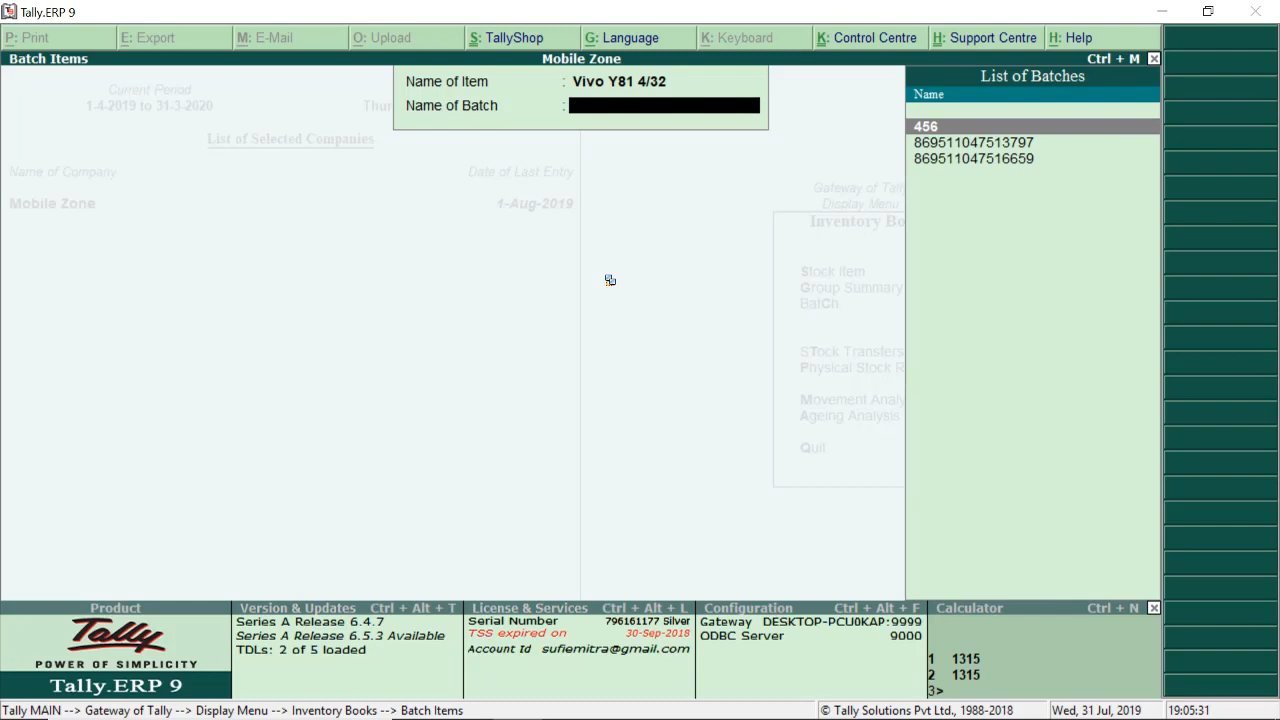 Tally.ERP 9
P: Print
E: Export
M: E-Mail
O: Upload
S: TallyShop
G: Language
K: Keyboard
K: Control Centre
H: Support Centre
H: Help
Batch Items
Mobile Zone
Ctrl + M
Current Period
1-4-2019 to 31-3-2020
Thur
Name of Item : Vivo Y81 4/32
Name of Batch :
List of Batches
Name
456
869511047513797
869511047516659
List of Selected Companies
Name of Company
Date of Last Entry
Mobile Zone
1-Aug-2019
Gateway of Tally
Display Menu
Inventory Bo
Stock Item
Group Summary
BatCh
STock Transfers
Physical Stock R
Movement Analy
Ageing Analysis
Quit
Product
Tally
POWER OF SIMPLICITY
Tally.ERP 9
Version & Updates Ctrl + Alt + T
Series A Release 6.4.7
Series A Release 6.5.3 Available
TDLs: 2 of 5 loaded
License & Services Ctrl + Alt + L
Serial Number 796161177 Silver
TSS expired on 30-Sep-2018
Account Id sufiemitra@gmail.com
Configuration Ctrl + Alt + F
Gateway DESKTOP-PCU0KAP:9999
ODBC Server 9000
Calculator Ctrl + N
1 1315
2 1315
3>
Tally MAIN --> Gateway of Tally --> Display Menu --> Inventory Books --> Batch Items
© Tally Solutions Pvt Ltd., 1988-2018
Wed, 31 Jul, 2019
19:05:31